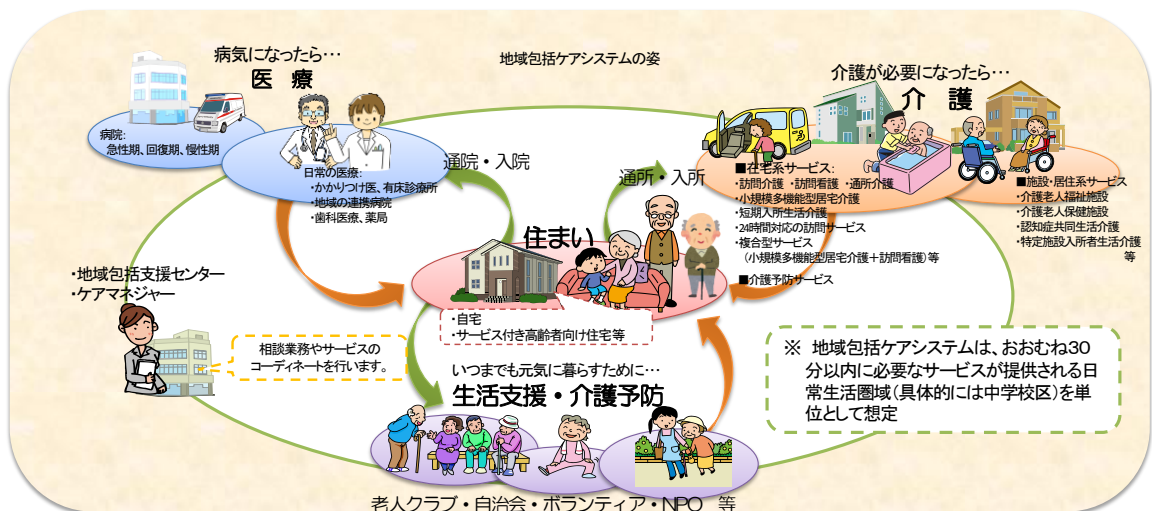 地域包括ケアシステムの姿
病気になったら…
医 療
病院:
急性期、回復期、慢性期
日常の医療:
・かかりつけ医、有床診療所
・地域の連携病院
・歯科医療、薬局
通院・入院
通所・入所
介護が必要になったら…
介 護
■在宅系サービス:
・訪問介護 ・訪問看護 ・通所介護
・小規模多機能型居宅介護
・短期入所生活介護
・24時間対応の訪問サービス
・複合型サービス
(小規模多機能型居宅介護+訪問看護)等
■介護予防サービス
■施設・居住系サービス
・介護老人福祉施設
・介護老人保健施設
・認知症共同生活介護
・特定施設入所者生活介護
等
住まい
・自宅
・サービス付き高齢者向け住宅等
・地域包括支援センター
・ケアマネジャー
相談業務やサービスの
コーディネートを行います。
いつまでも元気に暮らすために…
生活支援・介護予防
老人クラブ・自治会・ボランティア・NPO 等
※ 地域包括ケアシステムは、おおむね30
分以内に必要なサービスが提供される日
常生活圏域(具体的には中学校区)を単
位として想定